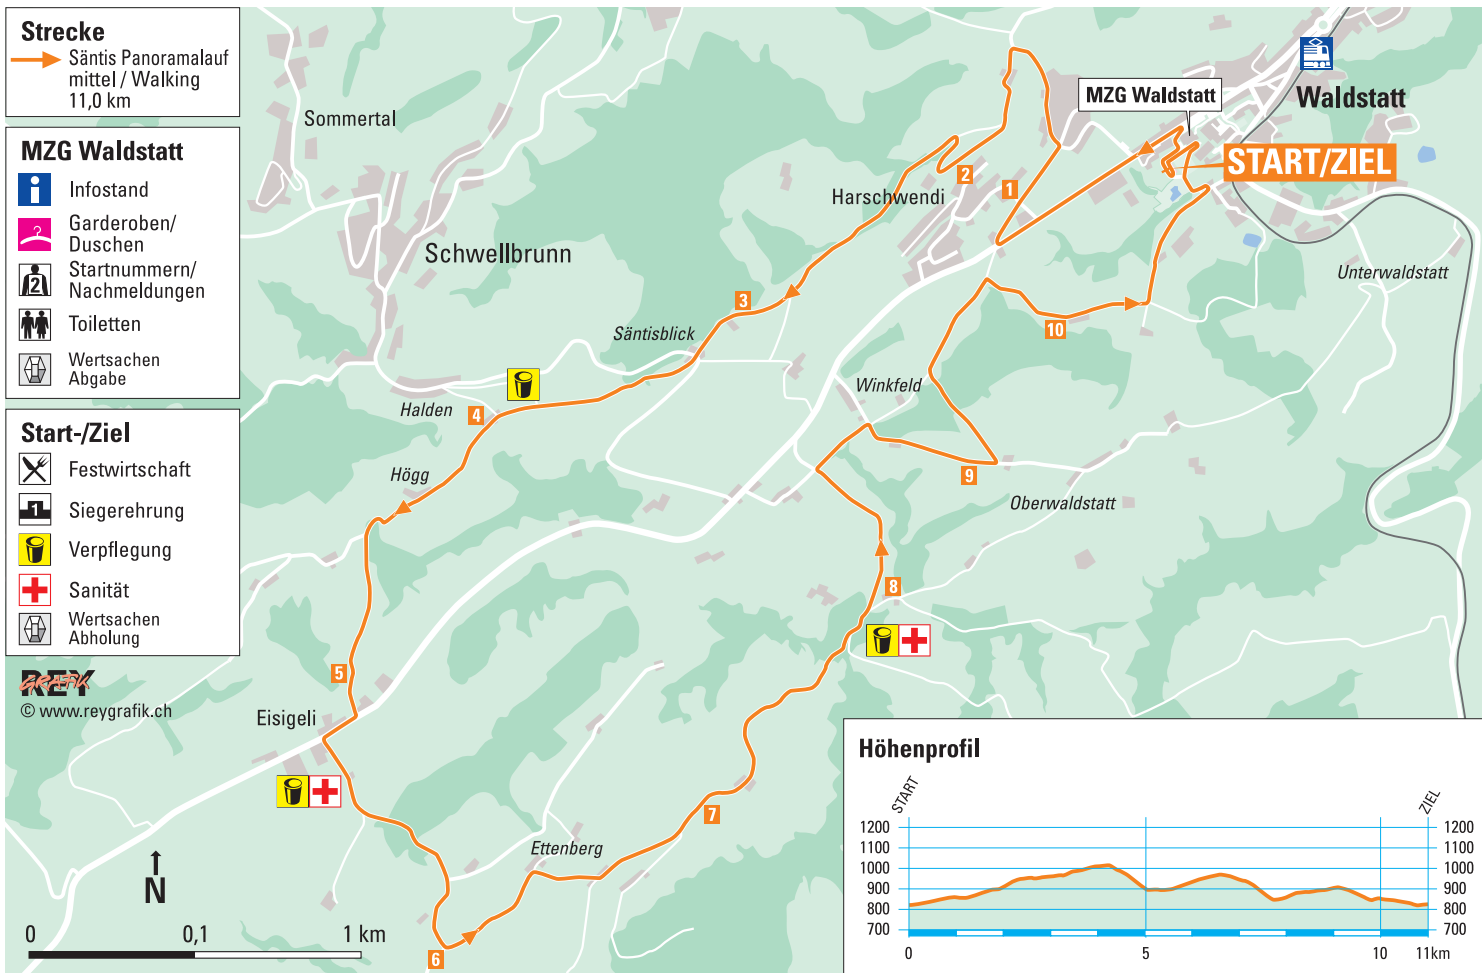 Strecke
Säntis Panoramalauf
mittel / Walking
11,0 km
MZG Waldstatt
Infostand
Garderoben/
Duschen
2
Startnummern/
Nachmeldungen
Toiletten
Wertsachen
Abgabe
Start-/Ziel
Festwirtschaft
1
Siegerehrung
Verpflegung
Sanität
Wertsachen
Abholung
REY
GRAFIK
© www.reygrafik.ch
Sommertal
Schwellbrunn
Harschwendi
MZG Waldstatt
Waldstatt
START/ZIEL
Unterwaldstatt
Säntisblick
Halden
Högg
Winkfeld
Oberwaldstatt
Eisigeli
Ettenberg
1
2
3
4
5
6
7
8
9
10
N
0 0,1 1 km
Höhenprofil
START ZIEL
1200 1200
1100 1100
1000 1000
900 900
800 800
700 700
0 5 10 11km